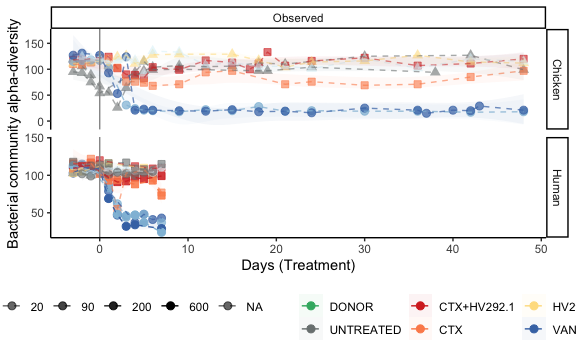 Observed
Bacterial community alpha-diversity
150
100
50
0
Chicken
150
100
50
Human
0
10
20
30
40
50
Days (Treatment)
20
90
200
600
NA
DONOR
CTX+HV292.1
HV2
UNTREATED
CTX
VAN